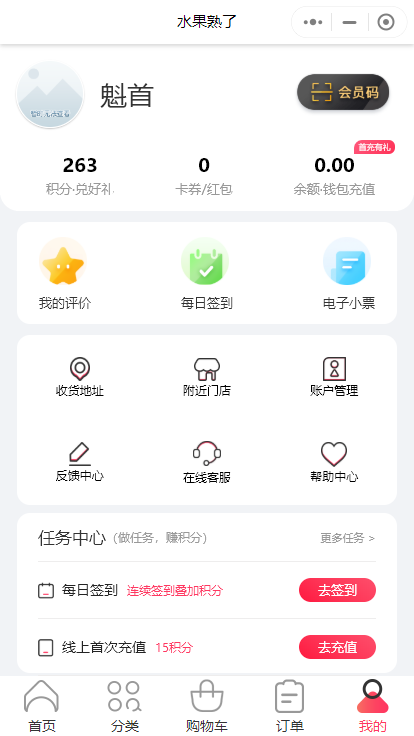 水果熟了
魁首
会员码
首充有礼
263
0
0.00
积分·兑好礼
卡券/红包
余额·钱包充值
我的评价
每日签到
电子小票
收货地址
附近门店
账户管理
反馈中心
在线客服
帮助中心
任务中心（做任务，赚积分）
更多任务 >
每日签到 连续签到叠加积分
去签到
线上首次充值 15积分
去充值
首页
分类
购物车
订单
我的